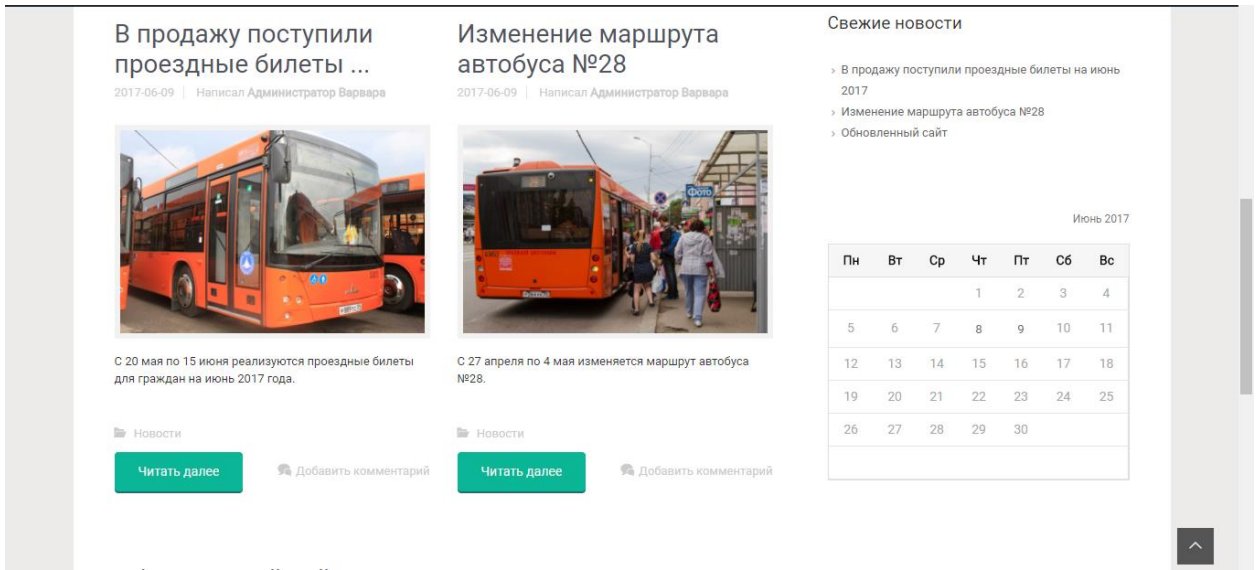 В продажу поступили
проездные билеты ...
2017-06-09 | Написал Администратор Варвара
С 20 мая по 15 июня реализуются проездные билеты
для граждан на июнь 2017 года.
Новости
Читать далее
Добавить комментарий
Изменение маршрута
автобуса №28
2017-06-09 | Написал Администратор Варвара
Фото
С 27 апреля по 4 мая изменяется маршрут автобуса
№28.
Новости
Читать далее
Добавить комментарий
Свежие новости
› В продажу поступили проездные билеты на июнь
2017
› Изменение маршрута автобуса №28
› Обновленный сайт
Июнь 2017
Пн Вт Ср Чт Пт Сб Вс
1 2 3 4
5 6 7 8 9 10 11
12 13 14 15 16 17 18
19 20 21 22 23 24 25
26 27 28 29 30